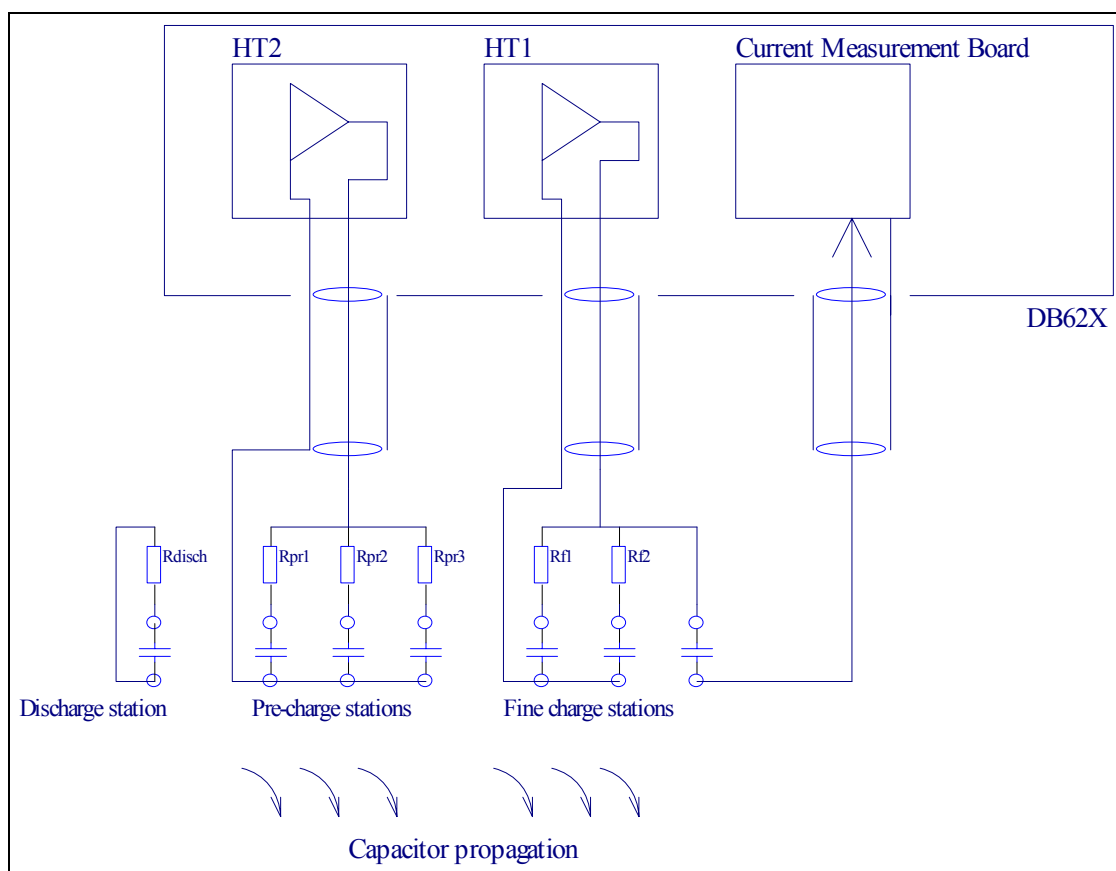 HT2
HT1
Current Measurement Board
DB62X
Rdisch
Rpr1
Rpr2
Rpr3
Rf1
Rf2
Discharge station
Pre-charge stations
Fine charge stations
Capacitor propagation